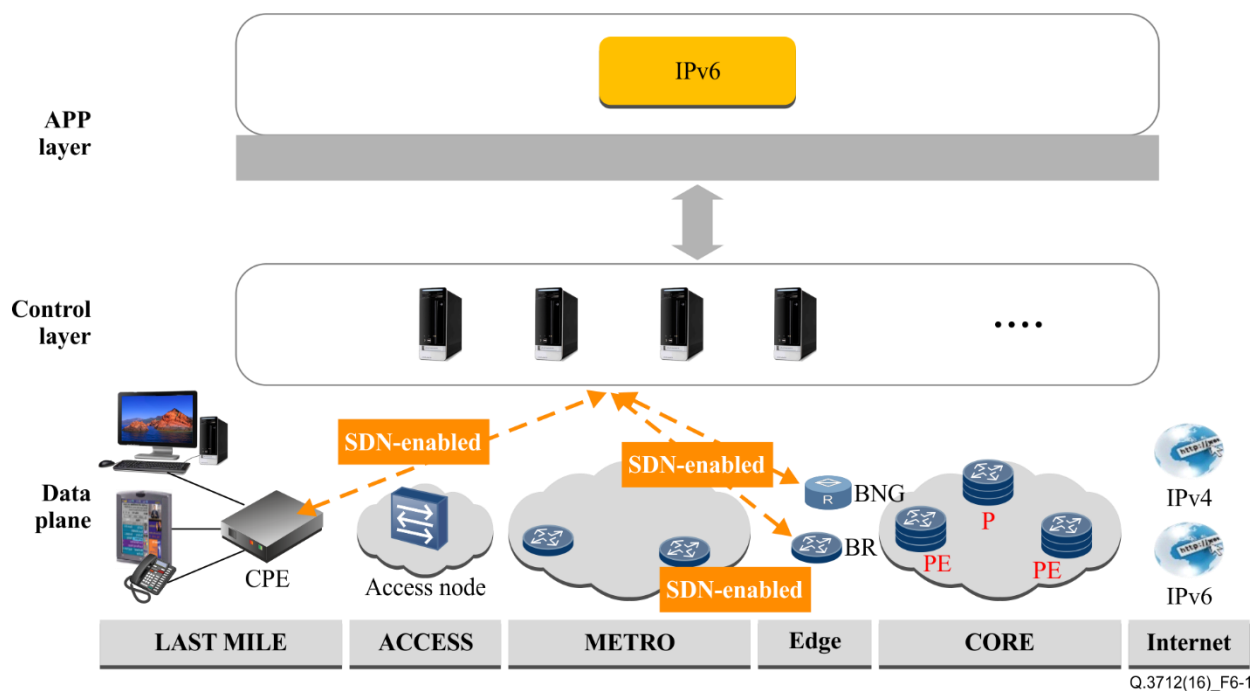 IPv6
APP
layer
Control
layer
SDN-enabled
SDN-enabled
Data
plane
BNG
R
IPv4
P
BR
PE
PE
CPE
Access node
SDN-enabled
IPv6
LAST MILE
ACCESS
METRO
Edge
CORE
Internet
Q.3712(16)_F6-1